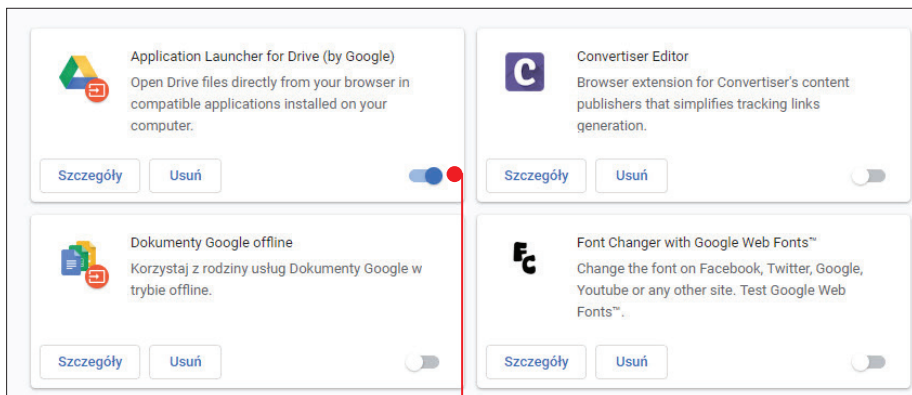 Application Launcher for Drive (by Google)
Open Drive files directly from your browser in
compatible applications installed on your
computer.
Szczegóły Usuń
C
Convertiser Editor
Browser extension for Convertiser's content
publishers that simplifies tracking links
generation.
Szczegóły Usuń
Dokumenty Google offline
Korzystaj z rodziny usług Dokumenty Google w
trybie offline.
Szczegóły Usuń
FC
Font Changer with Google Web Fonts™
Change the font on Facebook, Twitter, Google,
Youtube or any other site. Test Google Web
Fonts™.
Szczegóły Usuń